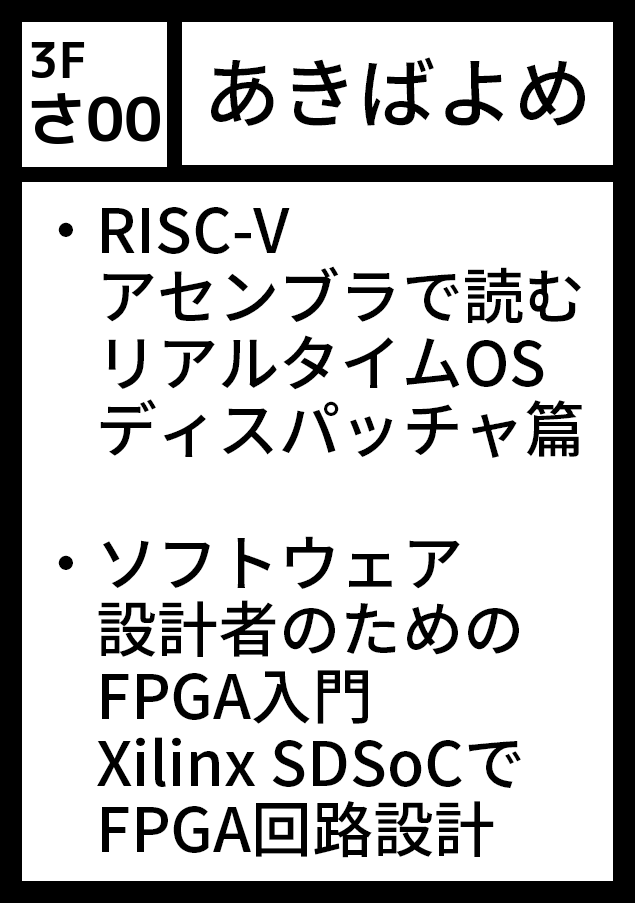 3F
さ00
あきばよめ
・RISC-V
アセンブラで読む
リアルタイムOS
ディスパッチャ篇
・ソフトウェア
設計者のための
FPGA入門
Xilinx SDSoCで
FPGA回路設計